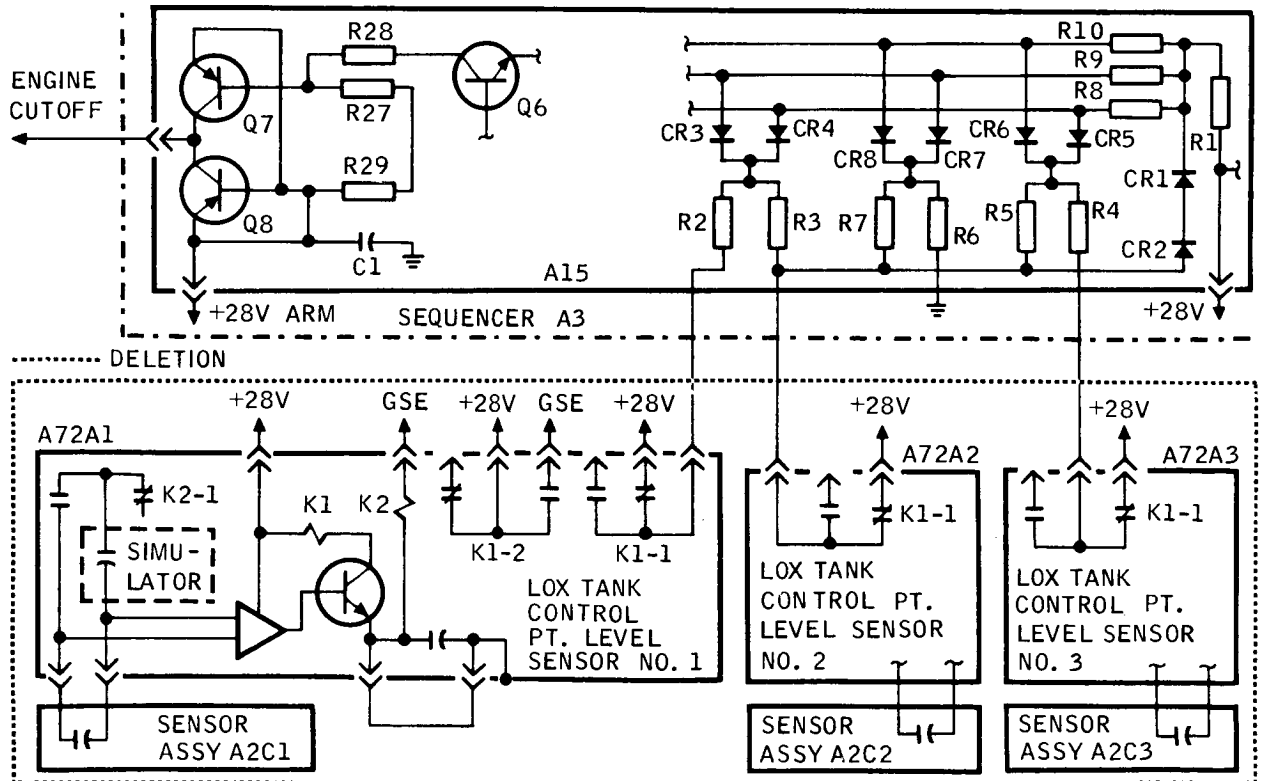 ENGINE
CUTOFF
R28
R27
R29
Q6
Q7
Q8
C1
+28V ARM
A15
SEQUENCER A3
R10
R9
R8
R1
CR3
CR4
CR8
CR7
CR6
CR5
CR1
CR2
R2
R3
R7
R6
R5
R4
+28V
DELETION
A72A1
+28V
GSE
+28V
GSE
+28V
K2-1
K1
K2
K1-2
K1-1
SIMU-
LATOR
LOX TANK
CONTROL
PT. LEVEL
SENSOR NO. 1
SENSOR
ASSY A2C1
+28V
A72A2
K1-1
LOX TANK
CONTROL PT.
LEVEL SENSOR
NO. 2
SENSOR
ASSY A2C2
+28V
A72A3
K1-1
LOX TANK
CONTROL PT.
LEVEL SENSOR
NO. 3
SENSOR
ASSY A2C3